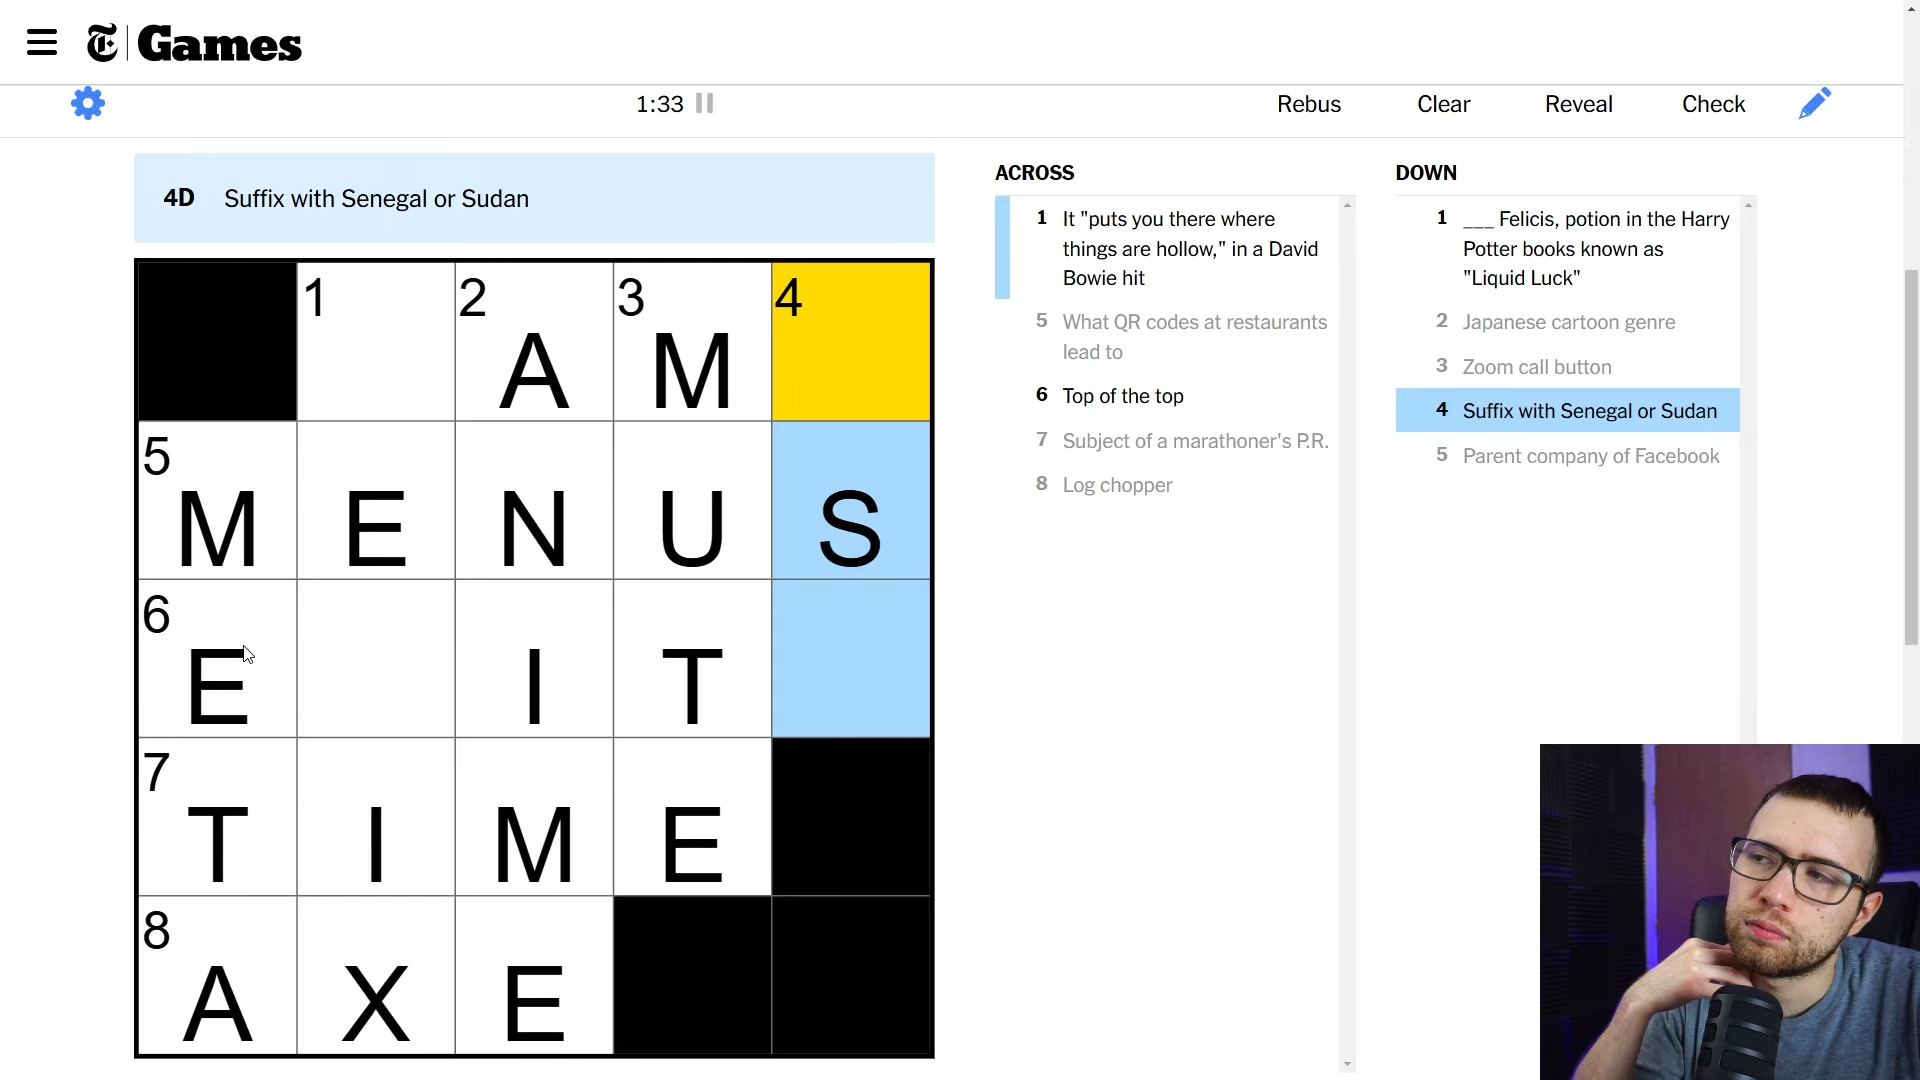 T Games
1:33
Rebus
Clear
Reveal
Check
4D Suffix with Senegal or Sudan
1 2 3 4
A M
5
M E N U S
6
E I T
7
T I M E
8
A X E
ACROSS
1 It "puts you there where
things are hollow," in a David
Bowie hit
5 What QR codes at restaurants
lead to
6 Top of the top
7 Subject of a marathoner's P.R.
8 Log chopper
DOWN
1 ___ Felicis, potion in the Harry
Potter books known as
"Liquid Luck"
2 Japanese cartoon genre
3 Zoom call button
4 Suffix with Senegal or Sudan
5 Parent company of Facebook